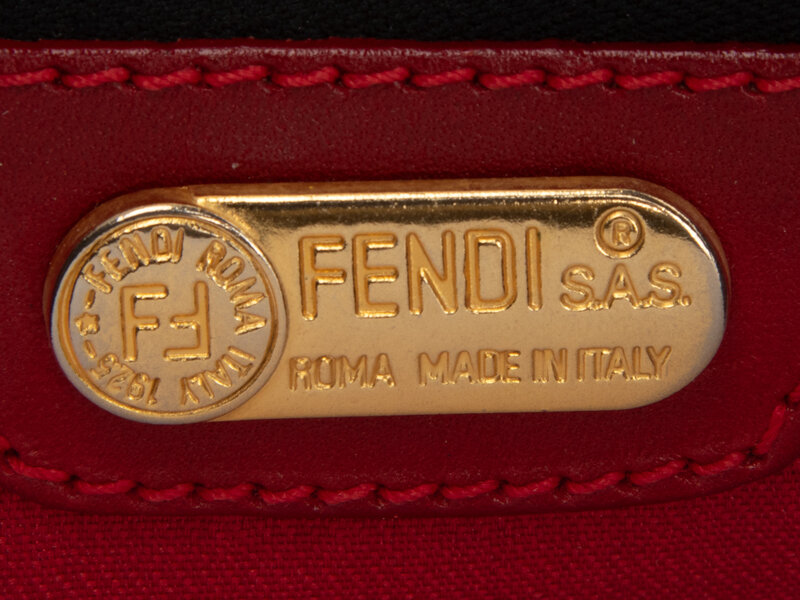 FENDI ROMA ITALY 1925
FF
FENDI ®
S.A.S.
ROMA MADE IN ITALY